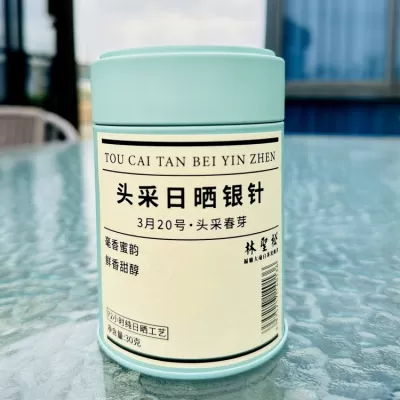 TOU CAI TAN BEI YIN ZHEN
头采日晒银针
3月20号·头采春芽
毫香蜜韵
鲜香甜醇
林聖松
72小时纯日晒工艺
净含量:30克